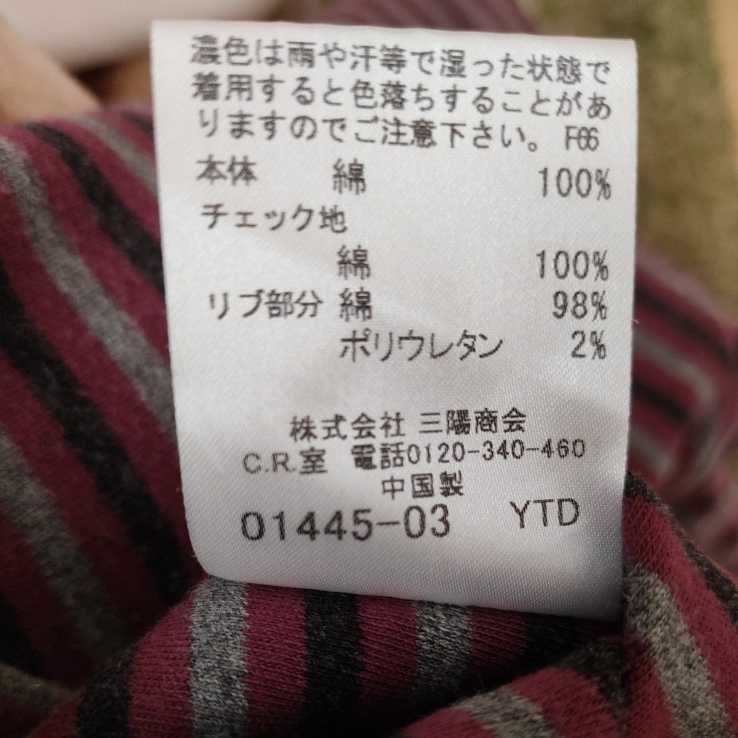 濃色は雨や汗等で湿った状態で
着用すると色落ちすることがあ
りますのでご注意下さい。 F66
本体 綿 100%
チェック地
綿 100%
リブ部分 綿 98%
ポリウレタン 2%
株式会社 三陽商会
C.R.室 電話0120-340-460
中国製
01445-03 YTD